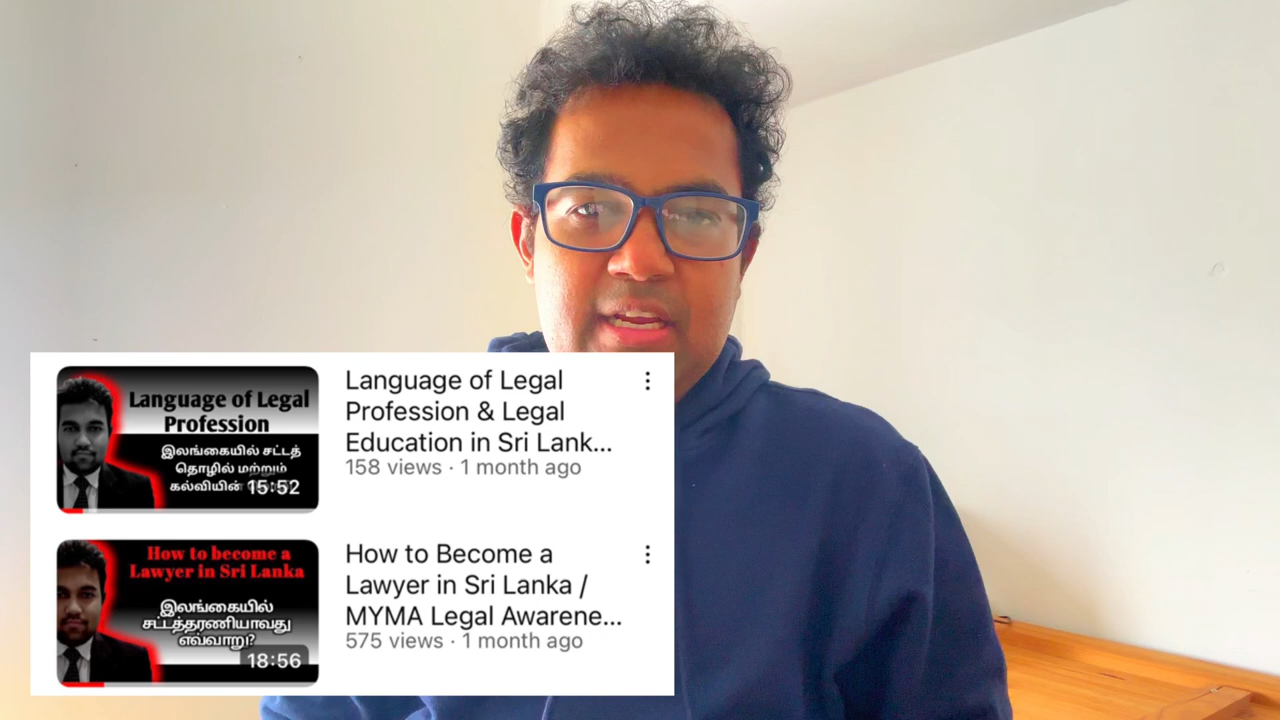 Language of Legal
Profession
இலங்கையில் சட்டத்
தொழில் மற்றும்
கல்வியின்
15:52
Language of Legal
Profession & Legal
Education in Sri Lank...
158 views · 1 month ago
How to become a
Lawyer in Sri Lanka
இலங்கையில்
சட்டத்தரணியாவது
எவ்வாறு?
18:56
How to Become a
Lawyer in Sri Lanka /
MYMA Legal Awarene...
575 views · 1 month ago